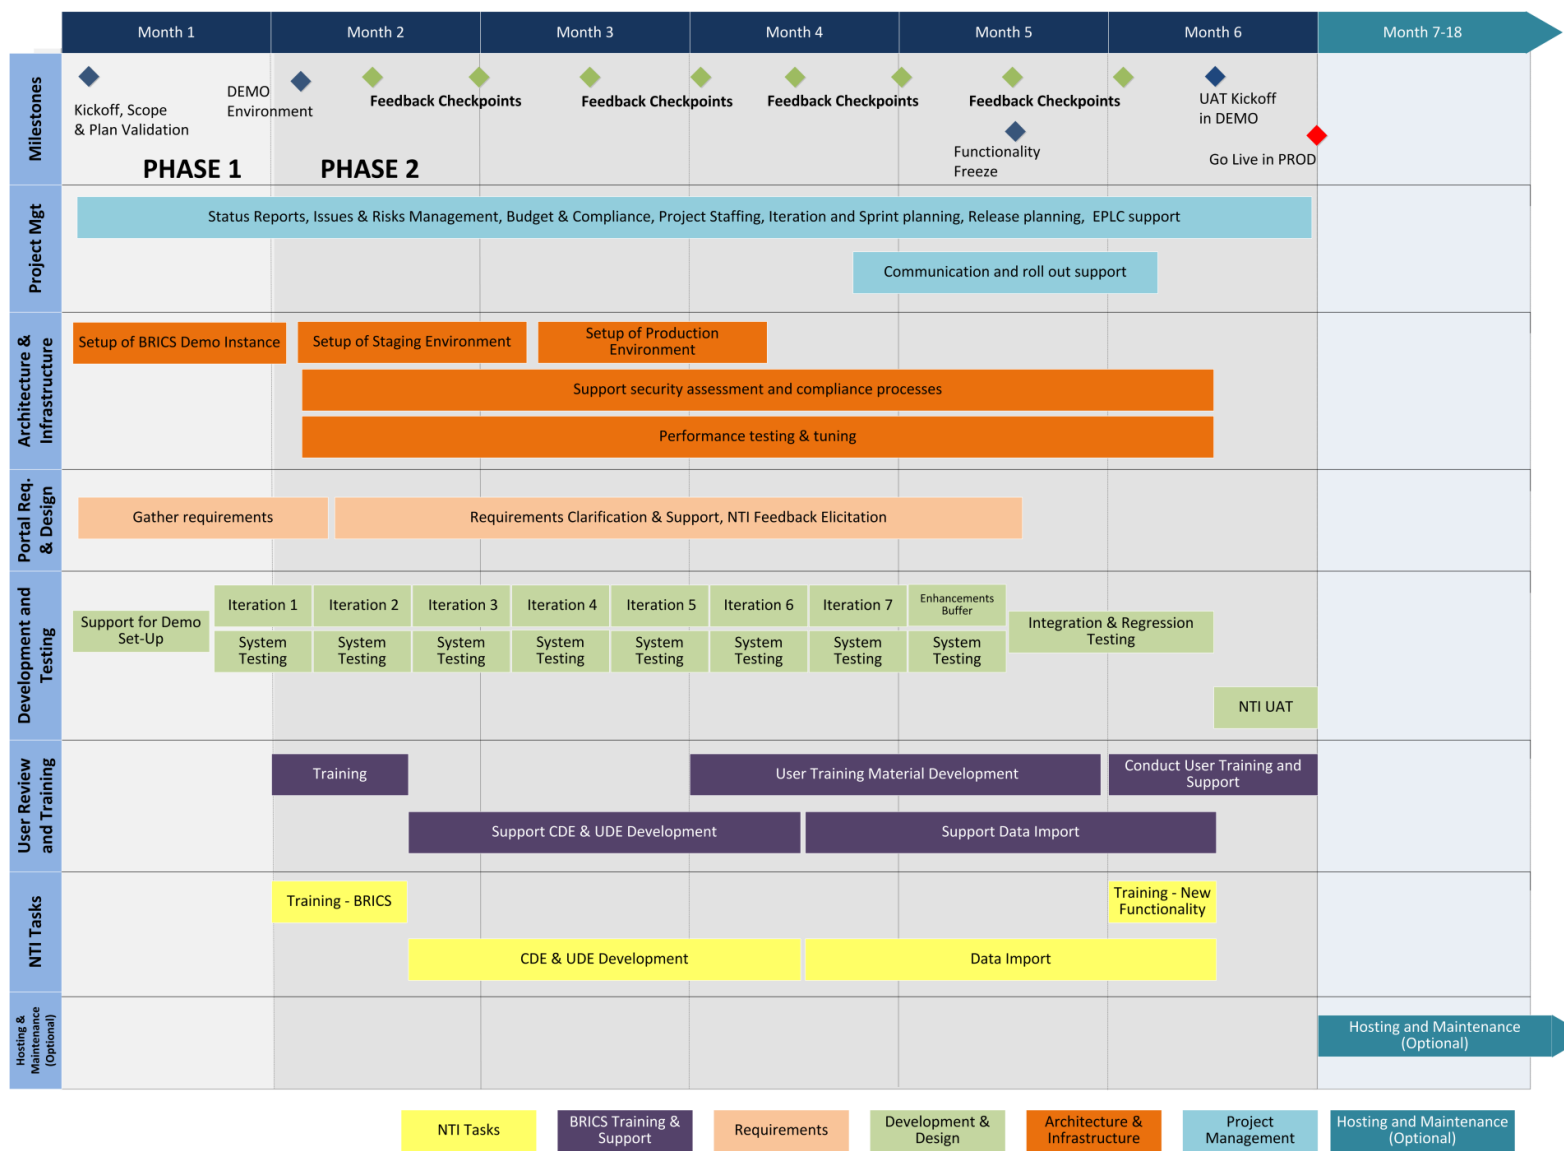 Month 1
Month 2
Month 3
Month 4
Month 5
Month 6
Month 7-18
Milestones
Kickoff, Scope
& Plan Validation
DEMO
Environment
Feedback Checkpoints
Feedback Checkpoints
Feedback Checkpoints
Feedback Checkpoints
UAT Kickoff
in DEMO
Functionality
Freeze
Go Live in PROD
PHASE 1
PHASE 2
Project Mgt
Status Reports, Issues & Risks Management, Budget & Compliance, Project Staffing, Iteration and Sprint planning, Release planning, EPLC support
Communication and roll out support
Architecture &
Infrastructure
Setup of BRICS Demo Instance
Setup of Staging Environment
Setup of Production
Environment
Support security assessment and compliance processes
Performance testing & tuning
Portal Req.
& Design
Gather requirements
Requirements Clarification & Support, NTI Feedback Elicitation
Development and
Testing
Support for Demo
Set-Up
Iteration 1
Iteration 2
Iteration 3
Iteration 4
Iteration 5
Iteration 6
Iteration 7
Enhancements
Buffer
System
Testing
System
Testing
System
Testing
System
Testing
System
Testing
System
Testing
System
Testing
System
Testing
Integration & Regression
Testing
NTI UAT
User Review
and Training
Training
User Training Material Development
Conduct User Training and
Support
Support CDE & UDE Development
Support Data Import
NTI Tasks
Training - BRICS
Training - New
Functionality
CDE & UDE Development
Data Import
Hosting &
Maintenance
(Optional)
Hosting and Maintenance
(Optional)
NTI Tasks
BRICS Training &
Support
Requirements
Development &
Design
Architecture &
Infrastructure
Project
Management
Hosting and Maintenance
(Optional)